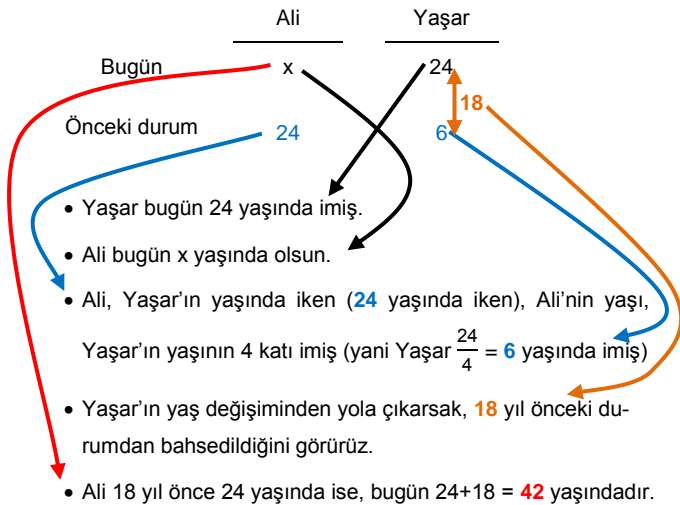 Ali Yaşar
Bugün x 24
18
Önceki durum 24 6
• Yaşar bugün 24 yaşında imiş.
• Ali bugün x yaşında olsun.
• Ali, Yaşar'ın yaşında iken (24 yaşında iken), Ali'nin yaşı,
Yaşar'ın yaşının 4 katı imiş (yani Yaşar 24/4 = 6 yaşında imiş)
• Yaşar'ın yaş değişiminden yola çıkarsak, 18 yıl önceki du-
rumdan bahsedildiğini görürüz.
• Ali 18 yıl önce 24 yaşında ise, bugün 24+18 = 42 yaşındadır.